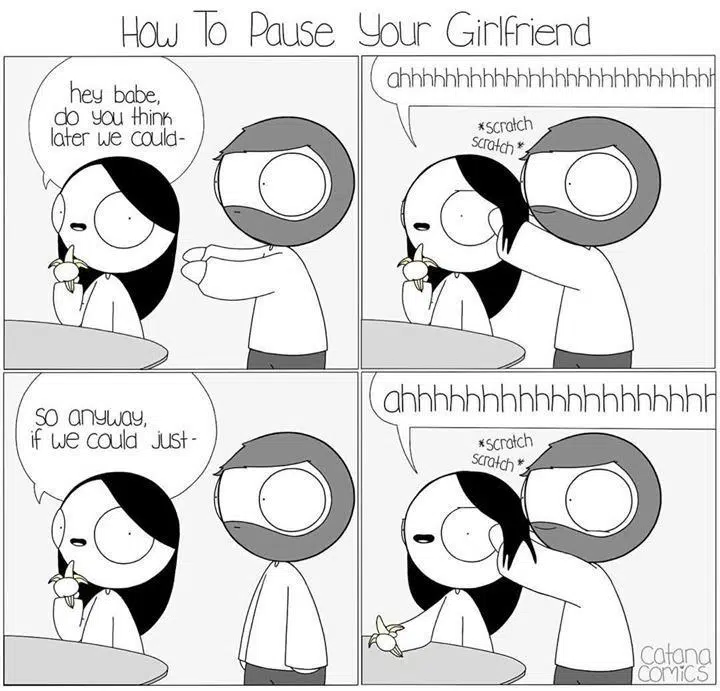 How To Pause Your Girlfriend
hey babe,
do you think
later we could-
ahhhhhhhhhhhhhhhhhhhhhhhhhhh
*scratch
scratch*
so anyway,
if we could just-
ahhhhhhhhhhhhhhhhhhhhh
*scratch
scratch*
catana
comics